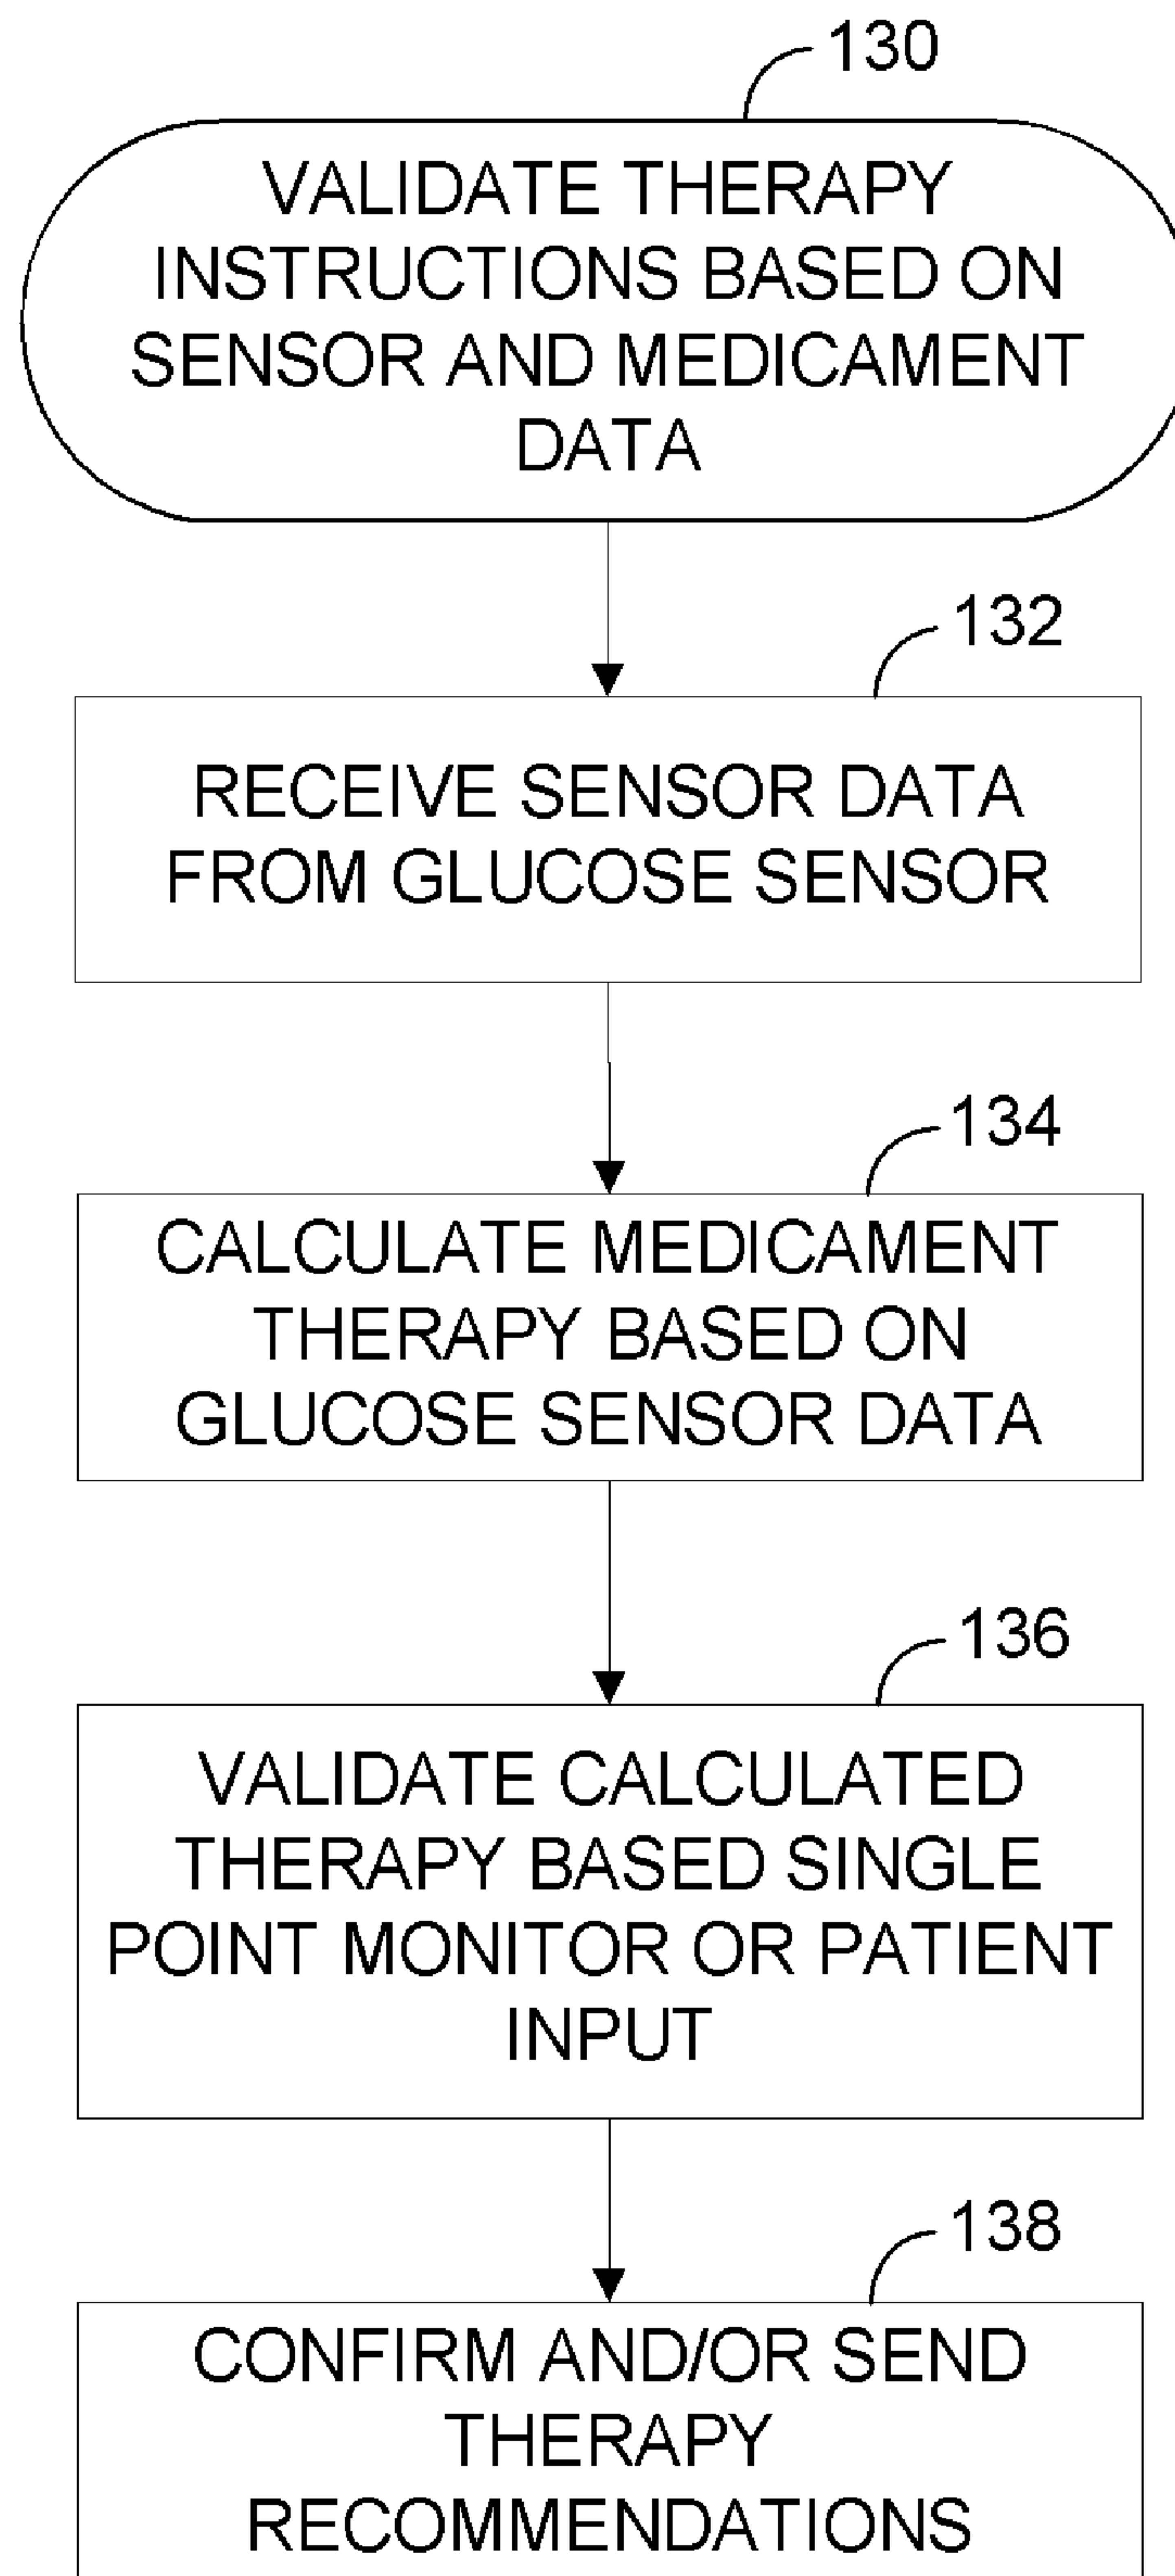 130
VALIDATE THERAPY
INSTRUCTIONS BASED ON
SENSOR AND MEDICAMENT
DATA
132
RECEIVE SENSOR DATA
FROM GLUCOSE SENSOR
134
CALCULATE MEDICAMENT
THERAPY BASED ON
GLUCOSE SENSOR DATA
136
VALIDATE CALCULATED
THERAPY BASED SINGLE
POINT MONITOR OR PATIENT
INPUT
138
CONFIRM AND/OR SEND
THERAPY
RECOMMENDATIONS